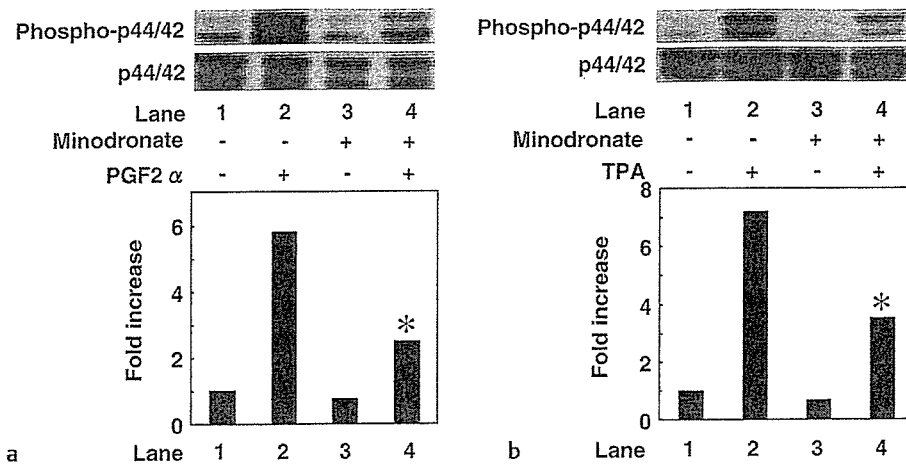 Phospho-p44/42
p44/42
Lane 1 2 3 4
Minodronate - - + +
PGF2 α - + - +
Fold increase
6
4
2
0
*
Lane 1 2 3 4
a
Phospho-p44/42
p44/42
Lane 1 2 3 4
Minodronate - - + +
TPA - + - +
Fold increase
8
6
4
2
0
*
Lane 1 2 3 4
b